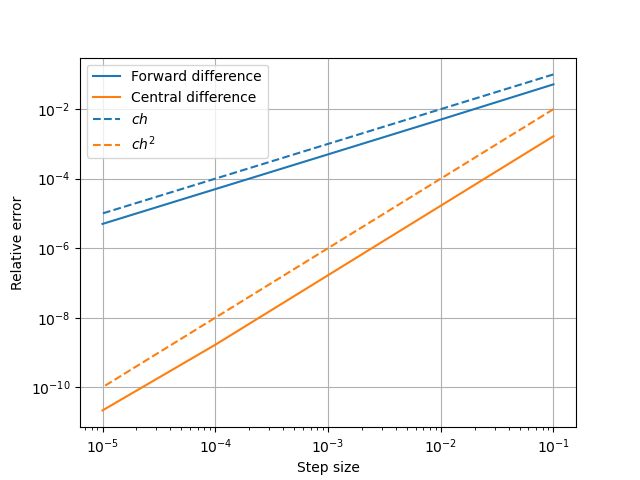 Forward difference
Central difference
ch
ch²
10⁻²
10⁻⁴
10⁻⁶
10⁻⁸
10⁻¹⁰
Relative error
10⁻⁵
10⁻⁴
10⁻³
10⁻²
10⁻¹
Step size